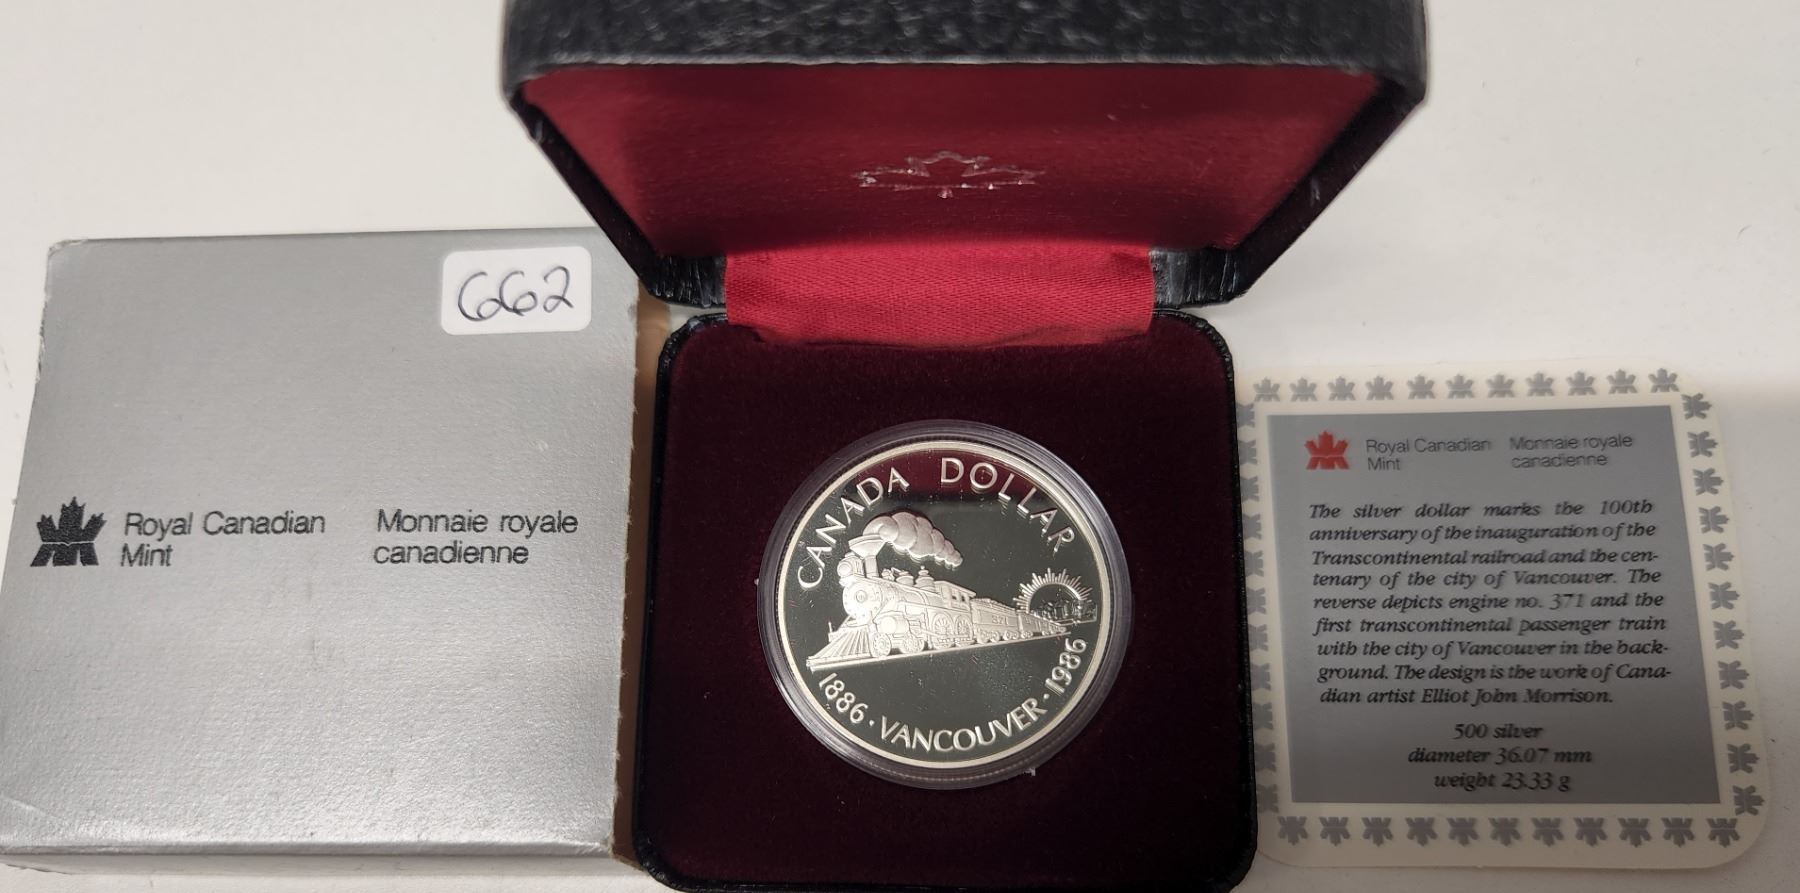 662
Royal Canadian Monnaie royale
Mint canadienne
CANADA DOLLAR
371
1886 · VANCOUVER · 1986
Royal Canadian Monnaie royale
Mint canadienne
The silver dollar marks the 100th
anniversary of the inauguration of the
Transcontinental railroad and the cen-
tenary of the city of Vancouver. The
reverse depicts engine no. 371 and the
first transcontinental passenger train
with the city of Vancouver in the back-
ground. The design is the work of Cana-
dian artist Elliot John Morrison.
500 silver
diameter 36.07 mm
weight 23.33 g